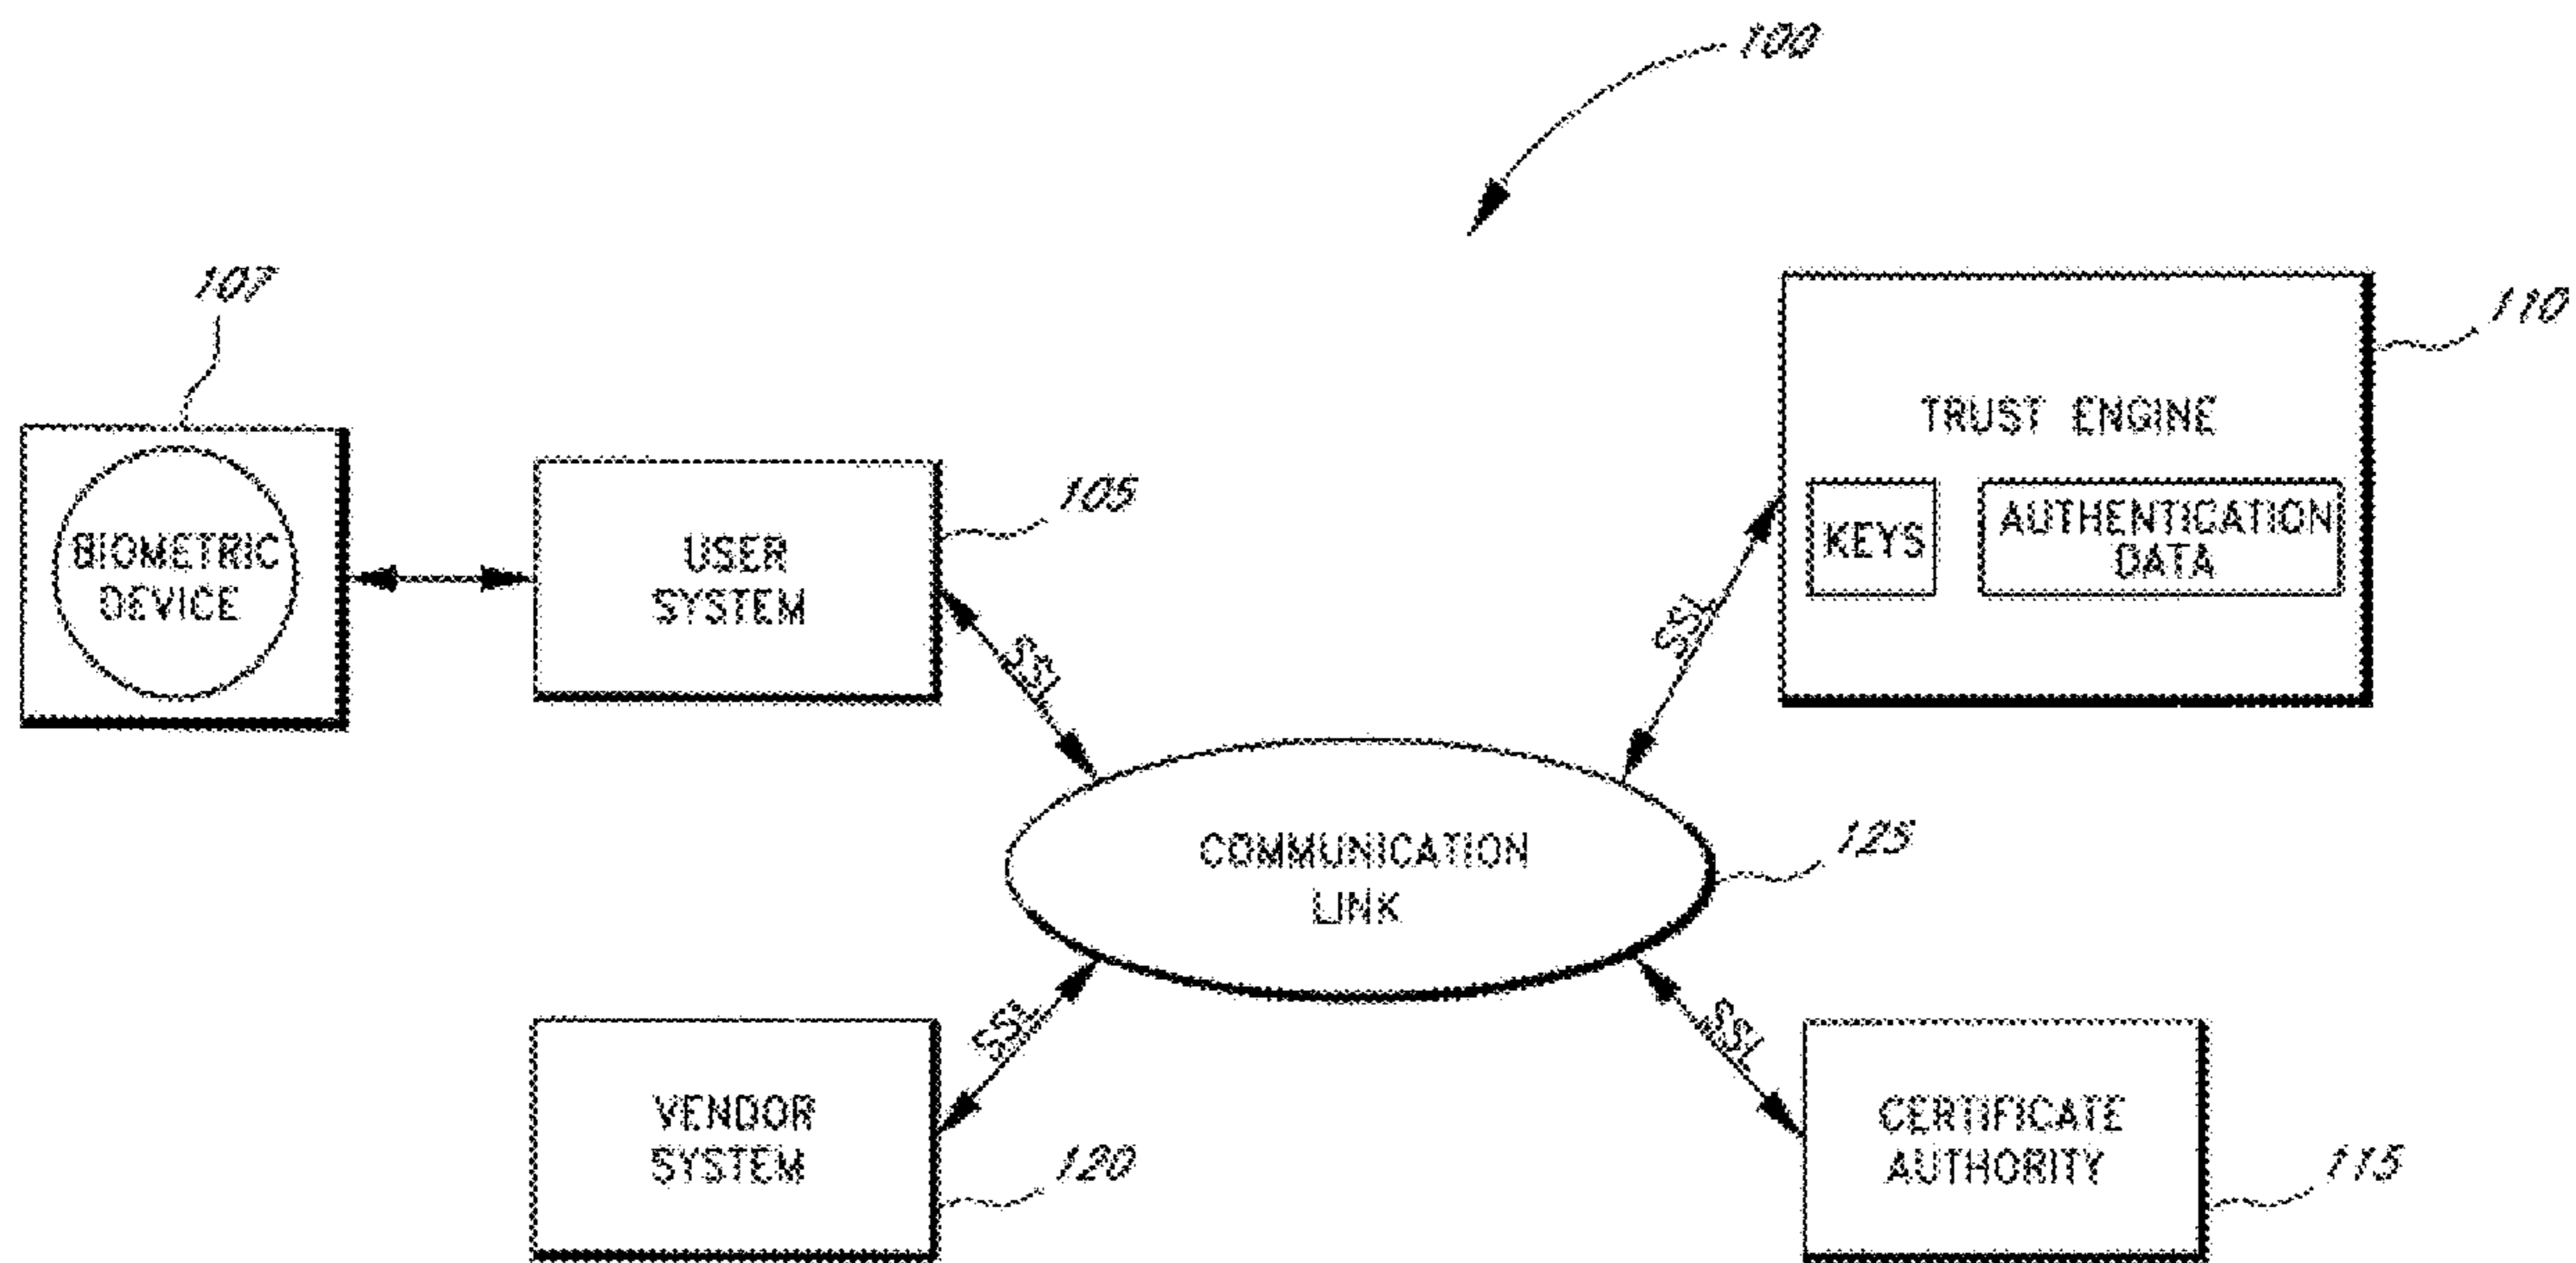 100
107
110
TRUST ENGINE
105
KEYS
AUTHENTICATION
DATA
BIOMETRIC
DEVICE
USER
SYSTEM
SSL
SSL
125
COMMUNICATION
LINK
SSL
SSL
VENDOR
SYSTEM
120
CERTIFICATE
AUTHORITY
115